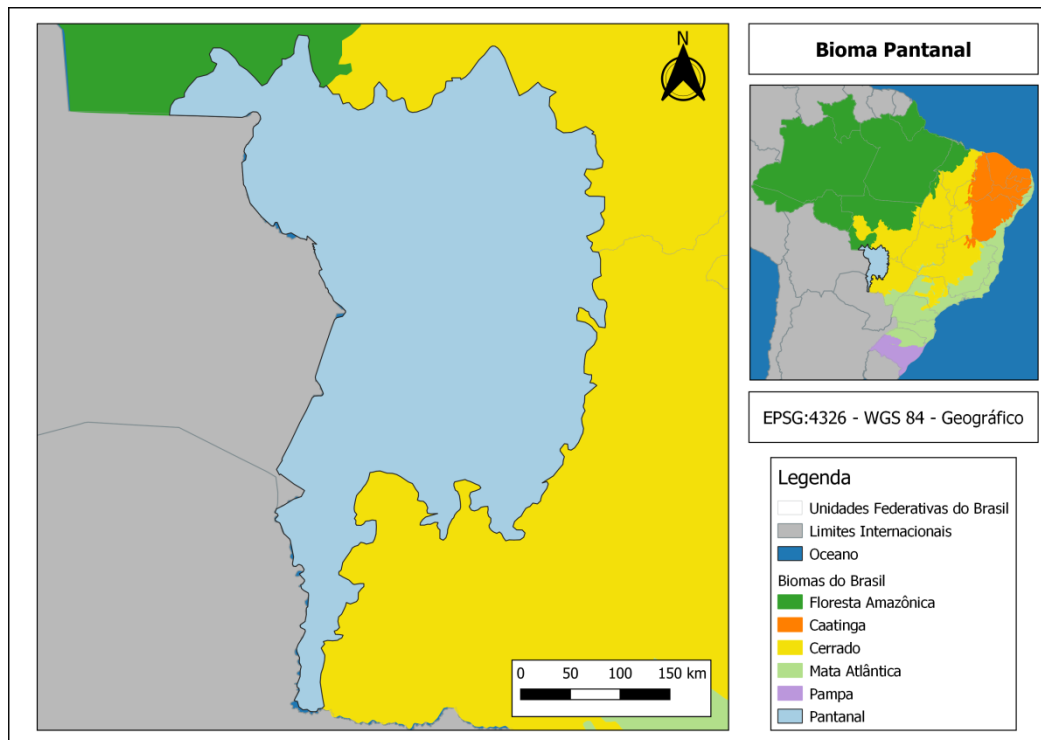 N
Bioma Pantanal
EPSG:4326 - WGS 84 - Geográfico
Legenda
Unidades Federativas do Brasil
Limites Internacionais
Oceano
Biomas do Brasil
Floresta Amazônica
Caatinga
Cerrado
Mata Atlântica
Pampa
Pantanal
0 50 100 150 km